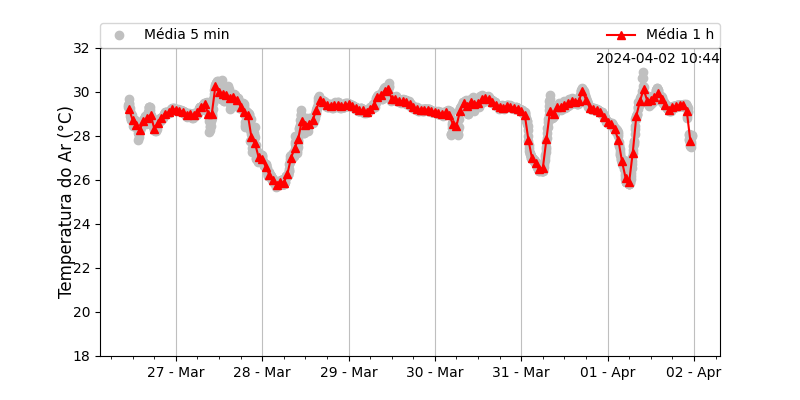 Média 5 min
Média 1 h
2024-04-02 10:44
Temperatura do Ar (°C)
32
30
28
26
24
22
20
18
27 - Mar
28 - Mar
29 - Mar
30 - Mar
31 - Mar
01 - Apr
02 - Apr